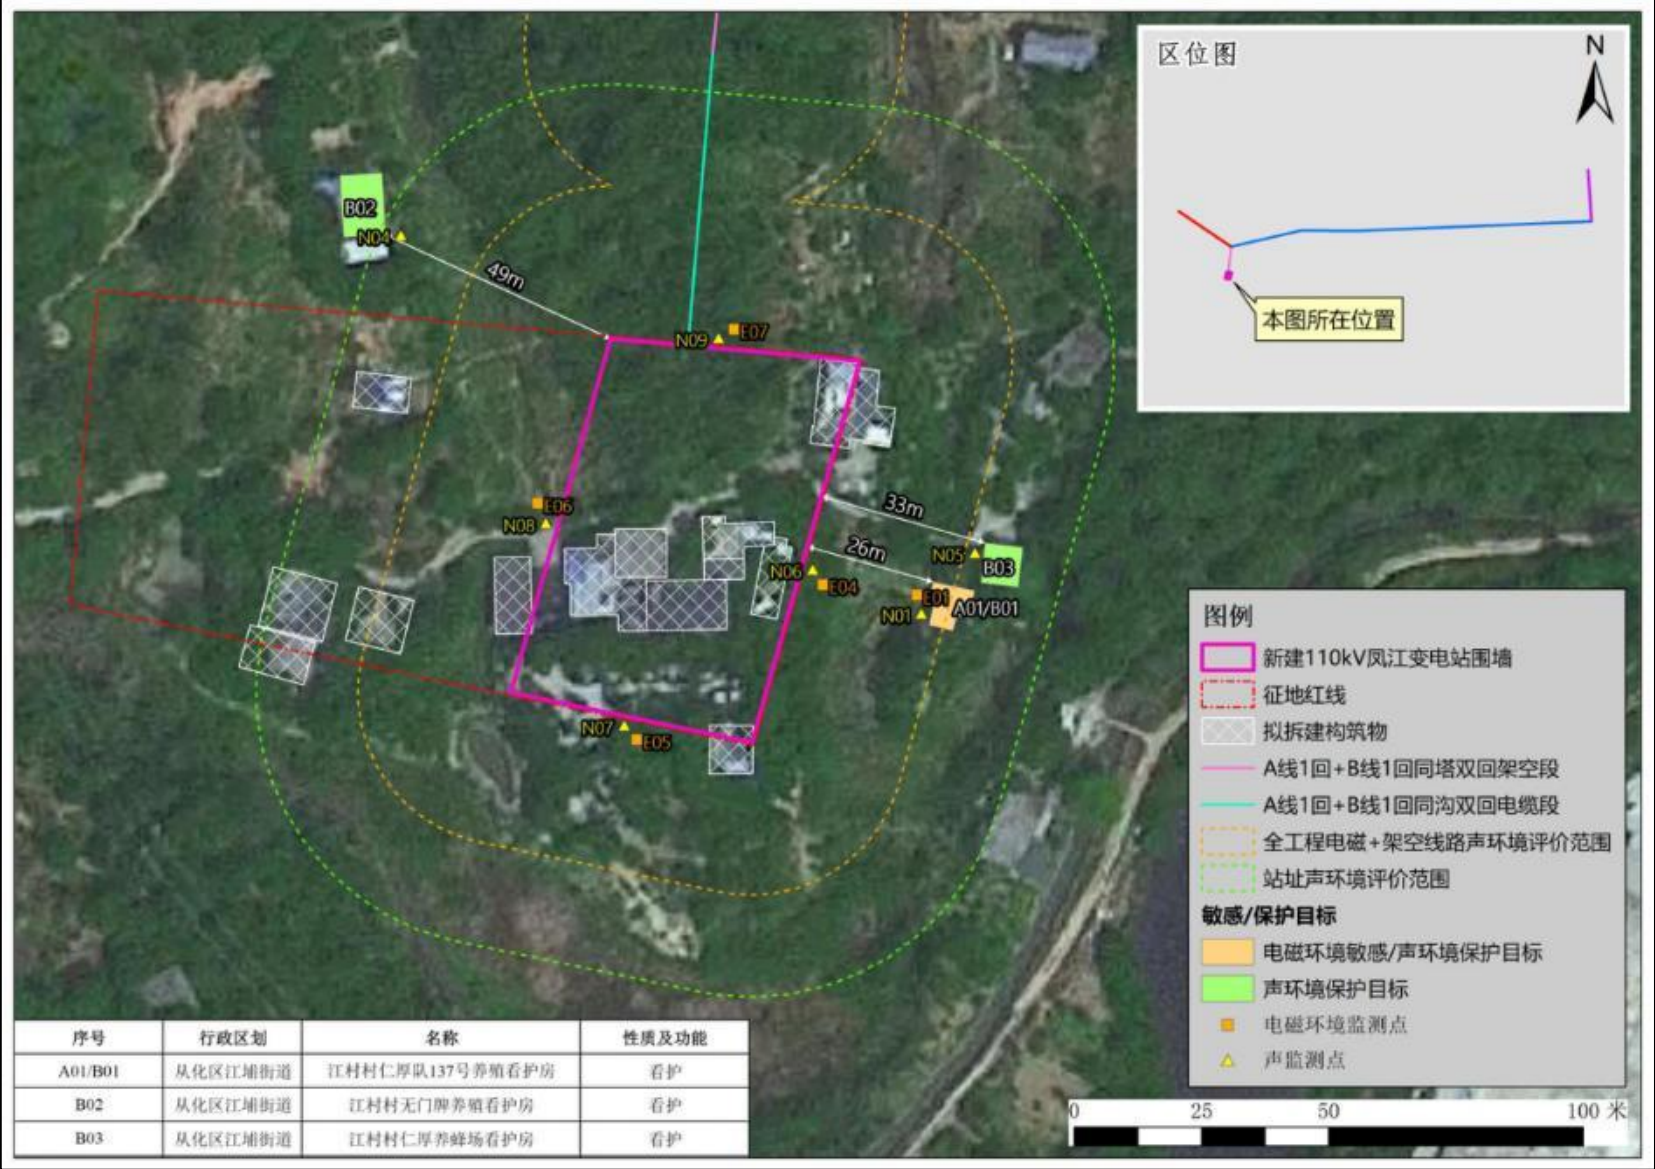 区位图
N
本图所在位置
B02
N04
49m
N09
E07
E06
N08
33m
26m
N05
B03
N06
E04
E01
N01
A01/B01
N07
E05
图例
新建110kV凤江变电站围墙
征地红线
拟拆建构筑物
A线1回+B线1回同塔双回架空段
A线1回+B线1回同沟双回电缆段
全工程电磁+架空线路声环境评价范围
站址声环境评价范围
敏感/保护目标
电磁环境敏感/声环境保护目标
声环境保护目标
电磁环境监测点
声监测点
序号 行政区划 名称 性质及功能
A01/B01 从化区江埔街道 江村村仁厚队137号养殖看护房 看护
B02 从化区江埔街道 江村村无门牌养殖看护房 看护
B03 从化区江埔街道 江村村仁厚养蜂场看护房 看护
0 25 50 100 米